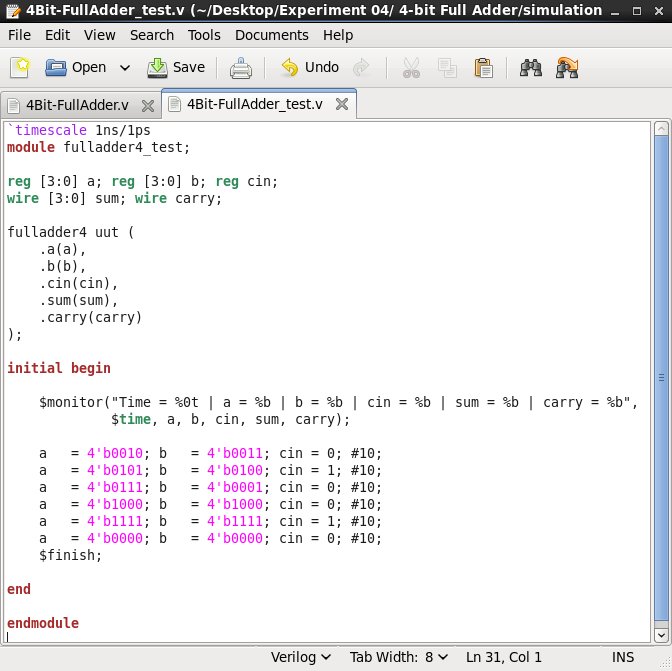 4Bit-FullAdder_test.v (~/Desktop/Experiment 04/ 4-bit Full Adder/simulation
File Edit View Search Tools Documents Help
Open Save Undo
4Bit-FullAdder.v 4Bit-FullAdder_test.v
`timescale 1ns/1ps
module fulladder4_test;
reg [3:0] a; reg [3:0] b; reg cin;
wire [3:0] sum; wire carry;
fulladder4 uut (
    .a(a),
    .b(b),
    .cin(cin),
    .sum(sum),
    .carry(carry)
);
initial begin
    $monitor("Time = %0t | a = %b | b = %b | cin = %b | sum = %b | carry = %b",
             $time, a, b, cin, sum, carry);
    a   = 4'b0010; b   = 4'b0011; cin = 0; #10;
    a   = 4'b0101; b   = 4'b0100; cin = 1; #10;
    a   = 4'b0111; b   = 4'b0001; cin = 0; #10;
    a   = 4'b1000; b   = 4'b1000; cin = 0; #10;
    a   = 4'b1111; b   = 4'b1111; cin = 1; #10;
    a   = 4'b0000; b   = 4'b0000; cin = 0; #10;
    $finish;
end
endmodule
Verilog Tab Width: 8 Ln 31, Col 1 INS